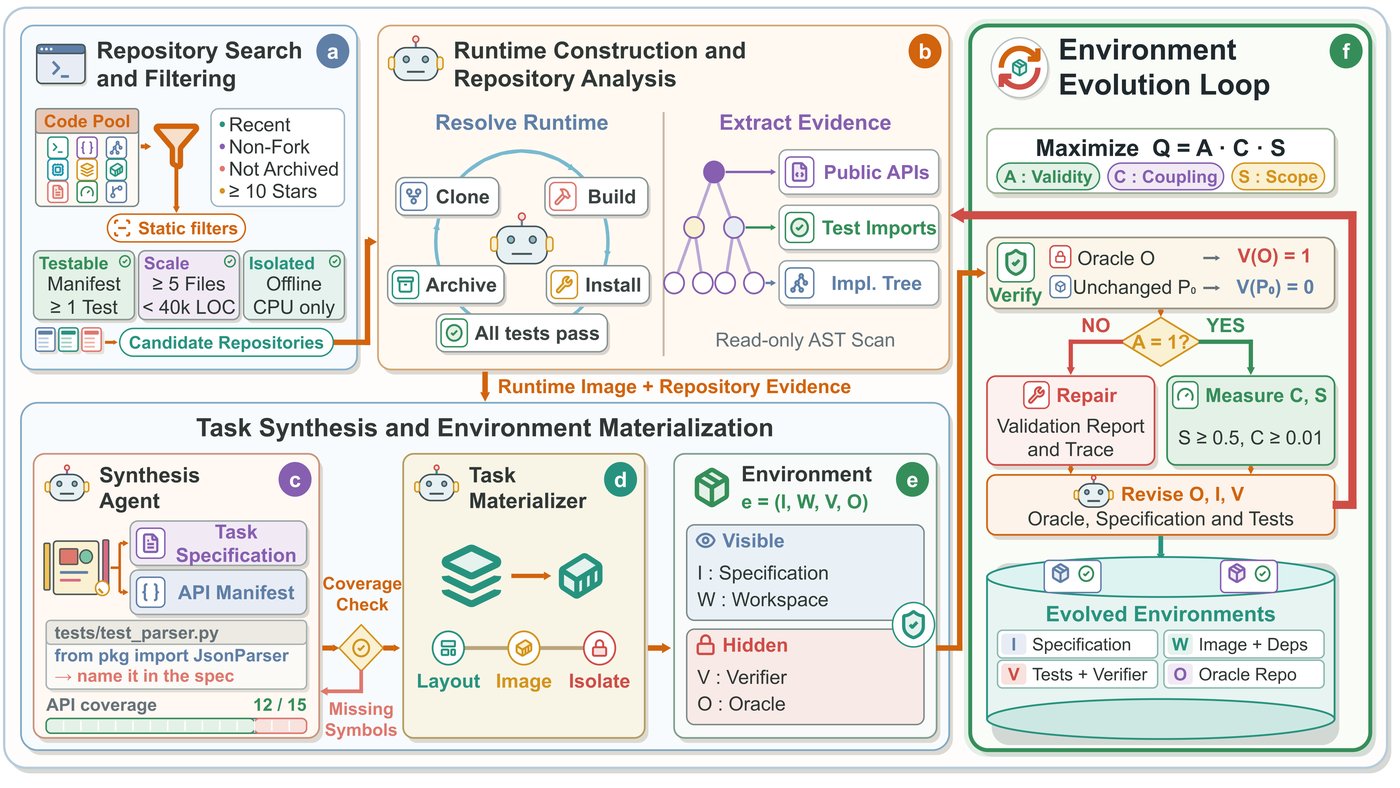 Repository Search
and Filtering
a
Code Pool
• Recent
• Non-Fork
• Not Archived
• ≥ 10 Stars
Static filters
Testable
Manifest
≥ 1 Test
Scale
≥ 5 Files
< 40k LOC
Isolated
Offline
CPU only
Candidate Repositories
Runtime Construction and
Repository Analysis
b
Resolve Runtime
Clone
Build
Archive
Install
All tests pass
Extract Evidence
Public APIs
Test Imports
Impl. Tree
Read-only AST Scan
Runtime Image + Repository Evidence
Task Synthesis and Environment Materialization
Synthesis
Agent
c
Task
Specification
API Manifest
tests/test_parser.py
from pkg import JsonParser
→ name it in the spec
API coverage 12 / 15
Coverage
Check
Missing
Symbols
Task
Materializer
d
Layout
Image
Isolate
Environment
e = (I, W, V, O)
e
Visible
I : Specification
W : Workspace
Hidden
V : Verifier
O : Oracle
Environment
Evolution Loop
f
Maximize Q = A · C · S
A : Validity
C : Coupling
S : Scope
Verify
Oracle O → V(O) = 1
Unchanged P₀ → V(P₀) = 0
NO
YES
A = 1?
Repair
Validation Report
and Trace
Measure C, S
S ≥ 0.5, C ≥ 0.01
Revise O, I, V
Oracle, Specification and Tests
Evolved Environments
I Specification
W Image + Deps
V Tests + Verifier
O Oracle Repo